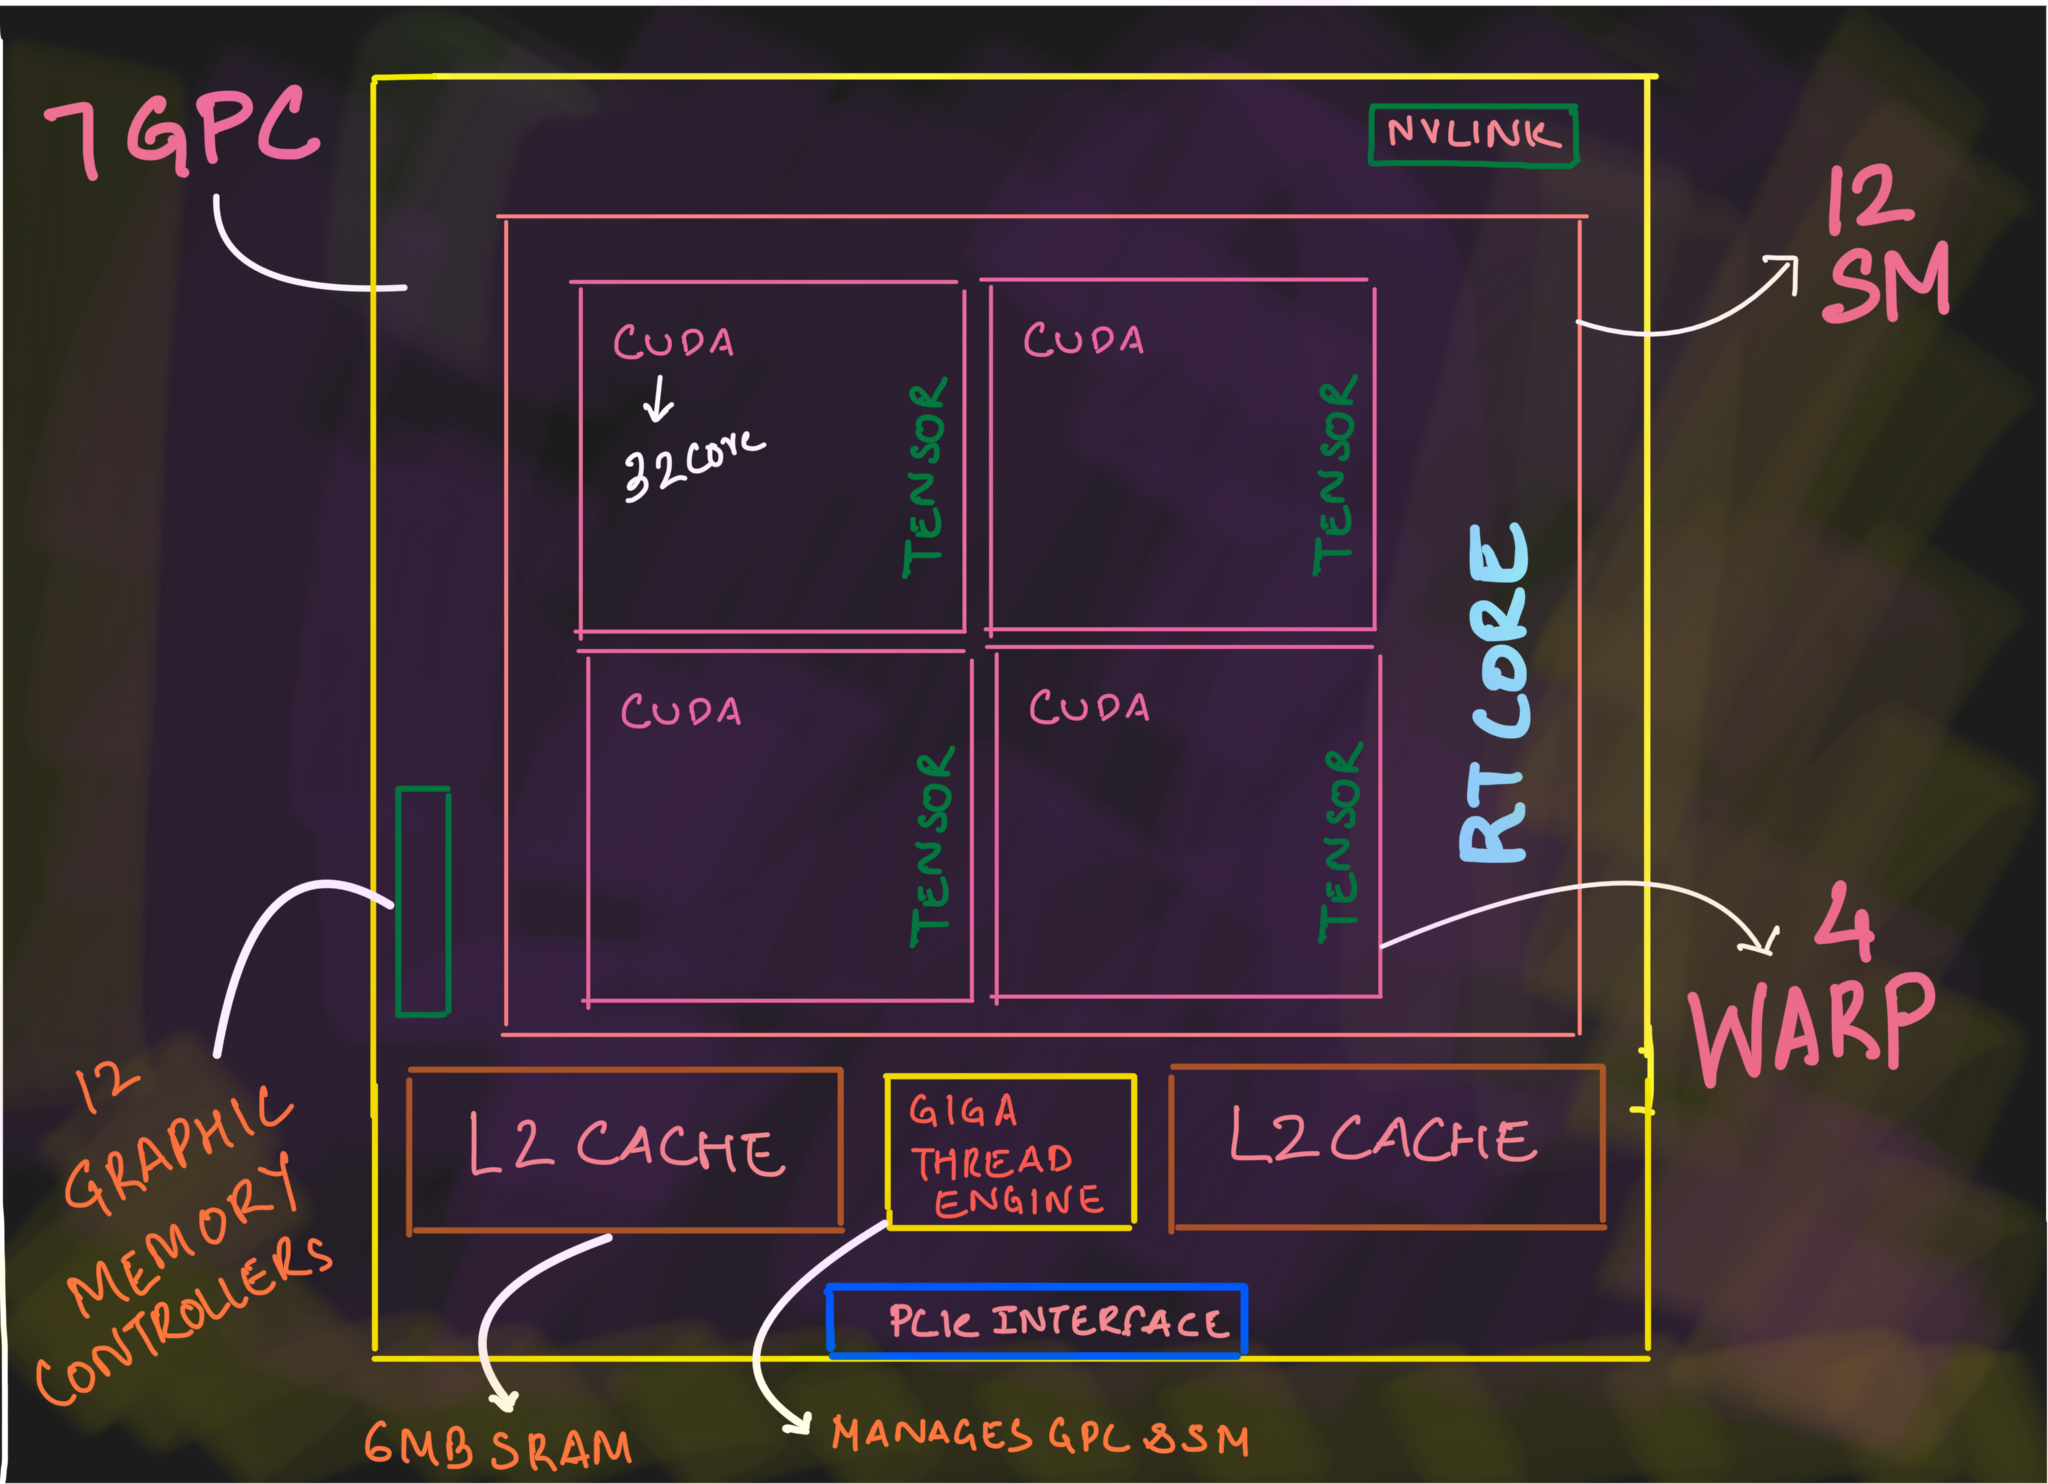 7 GPC
NVLINK
12
SM
CUDA
32 core
TENSOR
CUDA
TENSOR
CUDA
TENSOR
CUDA
TENSOR
RT CORE
4
WARP
12
GRAPHIC
MEMORY
CONTROLLERS
L2 CACHE
GIGA
THREAD
ENGINE
L2 CACHE
PCIe INTERFACE
6MB SRAM
MANAGES GPC & SM